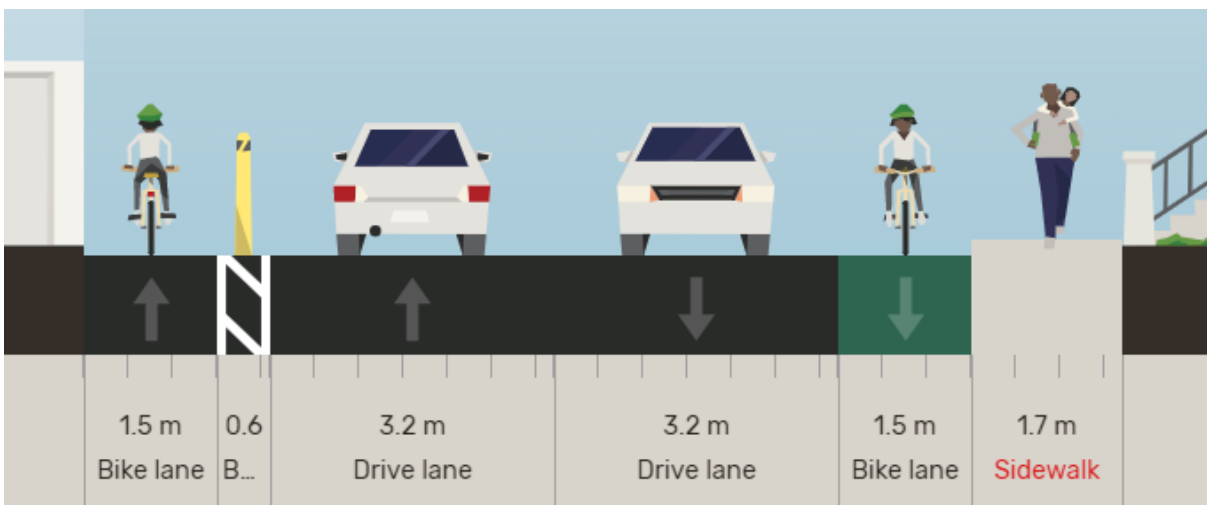 1.5 m
Bike lane
0.6
B...
3.2 m
Drive lane
3.2 m
Drive lane
1.5 m
Bike lane
1.7 m
Sidewalk